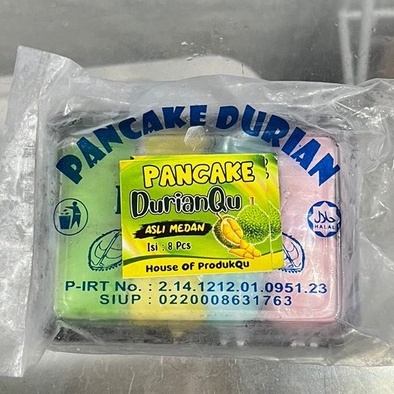 PANCAKE DURIAN
PANCAKE
DurianQu
ASLI MEDAN
Isi : 8 Pcs
House Of ProdukQu
HALAL
P-IRT No. : 2.14.1212.01.0951.23
SIUP : 0220008631763